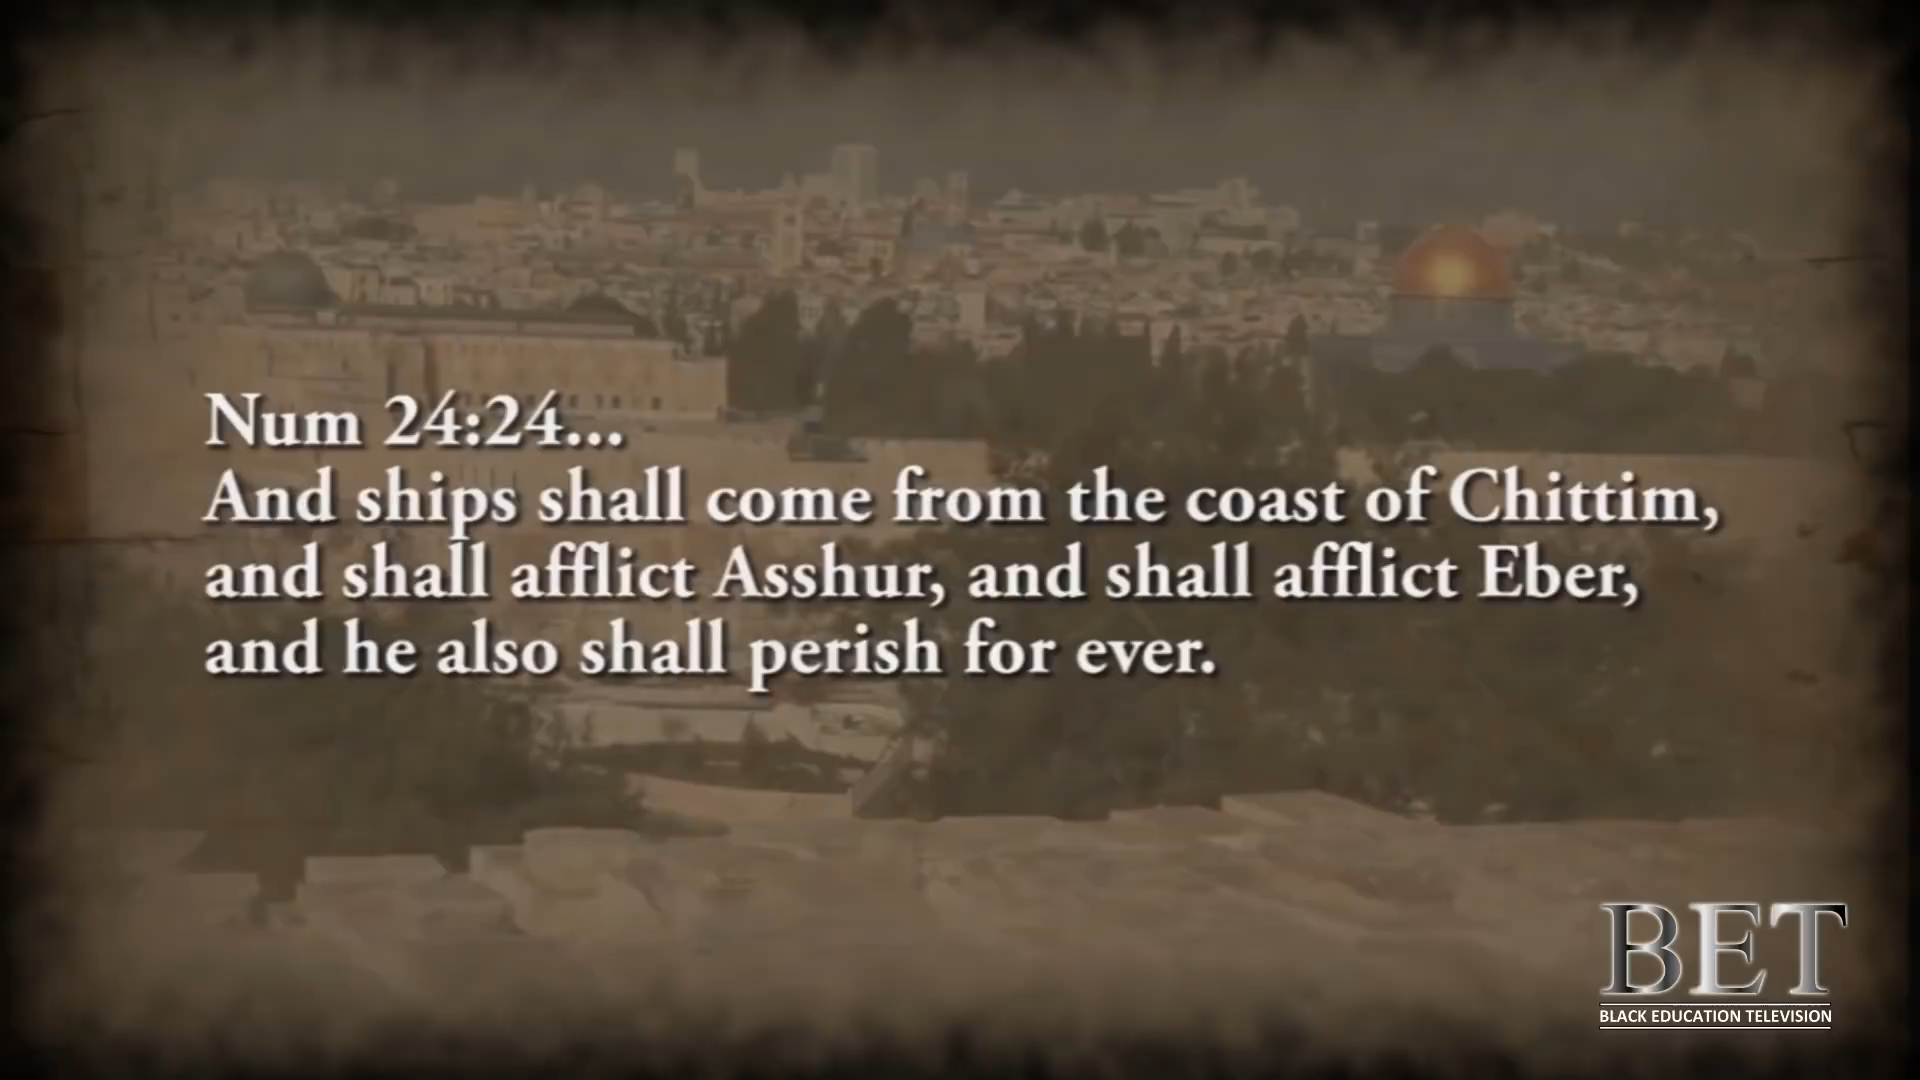 Num 24:24...
And ships shall come from the coast of Chittim,
and shall afflict Asshur, and shall afflict Eber,
and he also shall perish for ever.
BET
BLACK EDUCATION TELEVISION